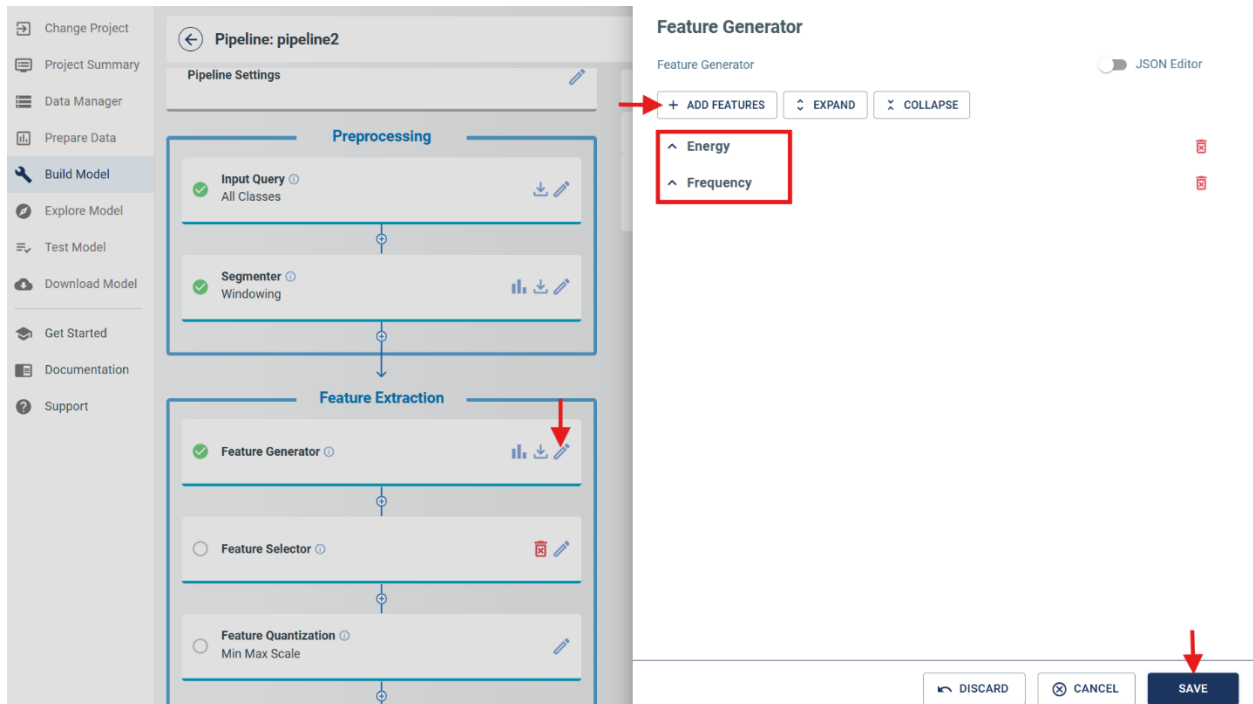 Change Project
Project Summary
Data Manager
Prepare Data
Build Model
Explore Model
Test Model
Download Model
Get Started
Documentation
Support
Pipeline: pipeline2
Pipeline Settings
Preprocessing
Input Query
All Classes
Segmenter
Windowing
Feature Extraction
Feature Generator
Feature Selector
Feature Quantization
Min Max Scale
Feature Generator
Feature Generator
JSON Editor
ADD FEATURES EXPAND COLLAPSE
Energy
Frequency
DISCARD CANCEL SAVE